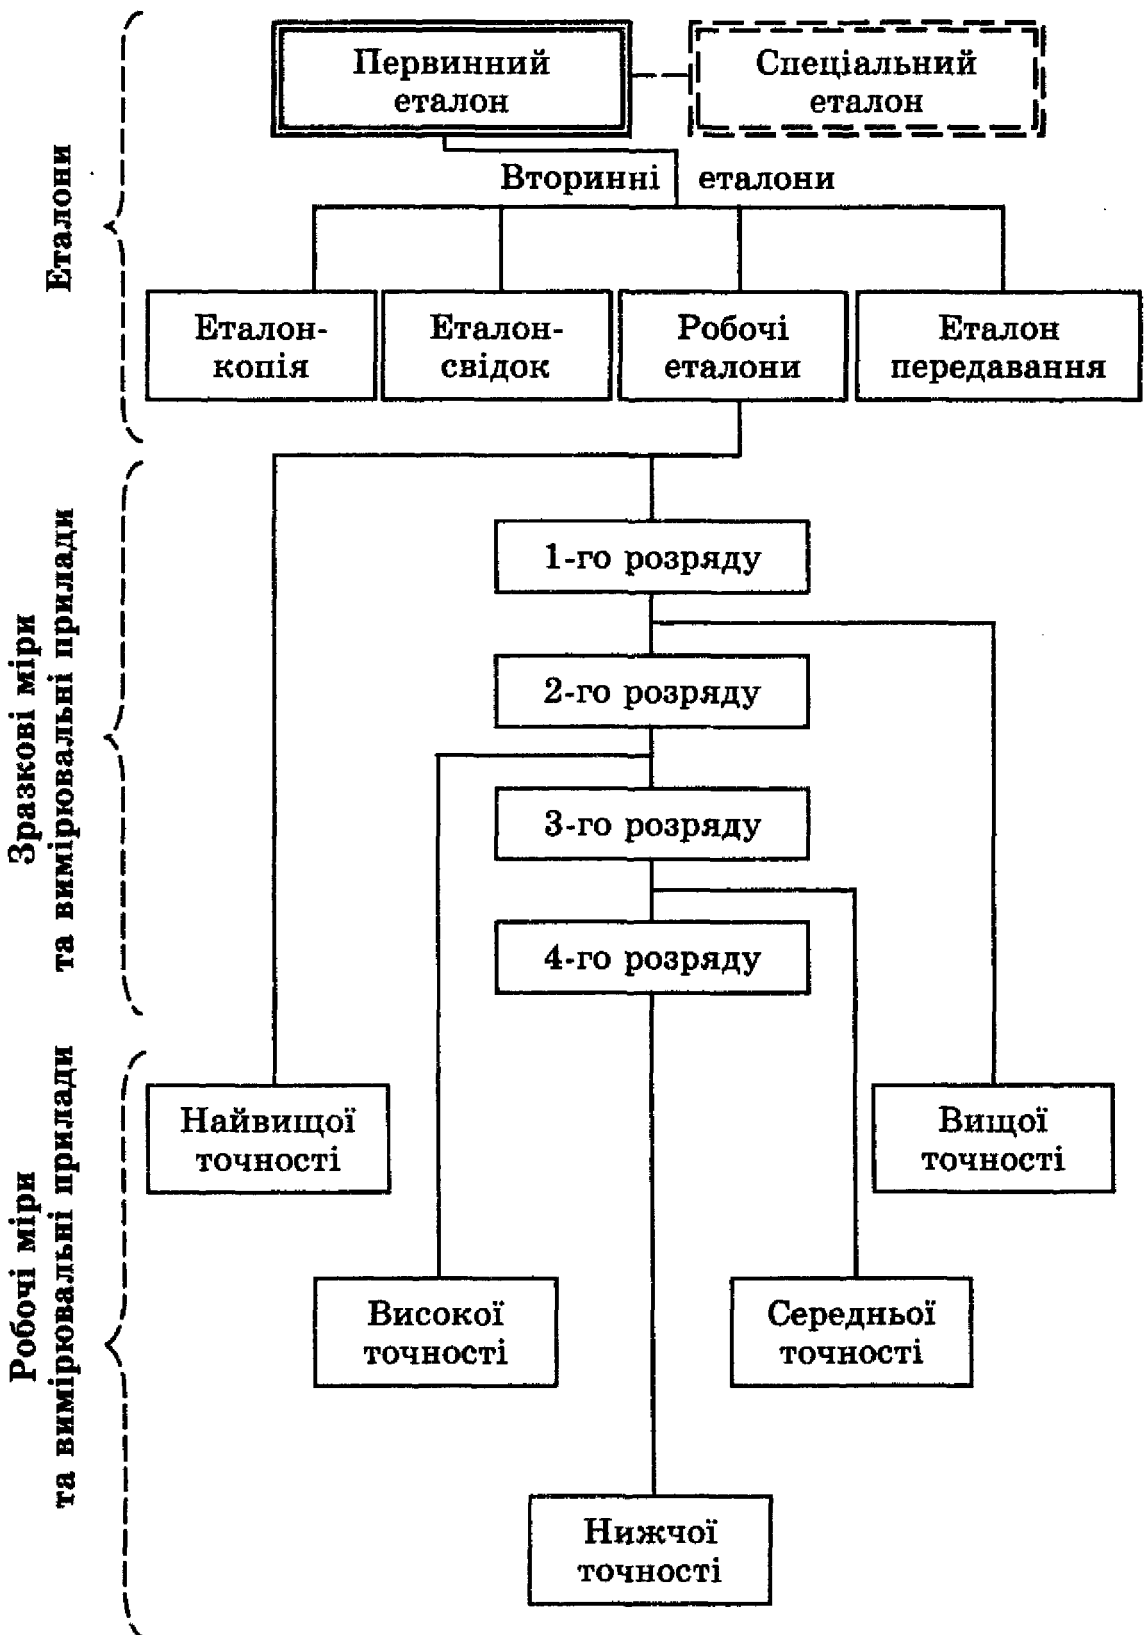 Первинний
еталон
Спеціальний
еталон
Вторинні еталони
Еталони
Еталон-
копія
Еталон-
свідок
Робочі
еталони
Еталон
передавання
Зразкові міри
та вимірювальні прилади
1-го розряду
2-го розряду
3-го розряду
4-го розряду
Робочі міри
та вимірювальні прилади
Найвищої
точності
Вищої
точності
Високої
точності
Середньої
точності
Нижчої
точності